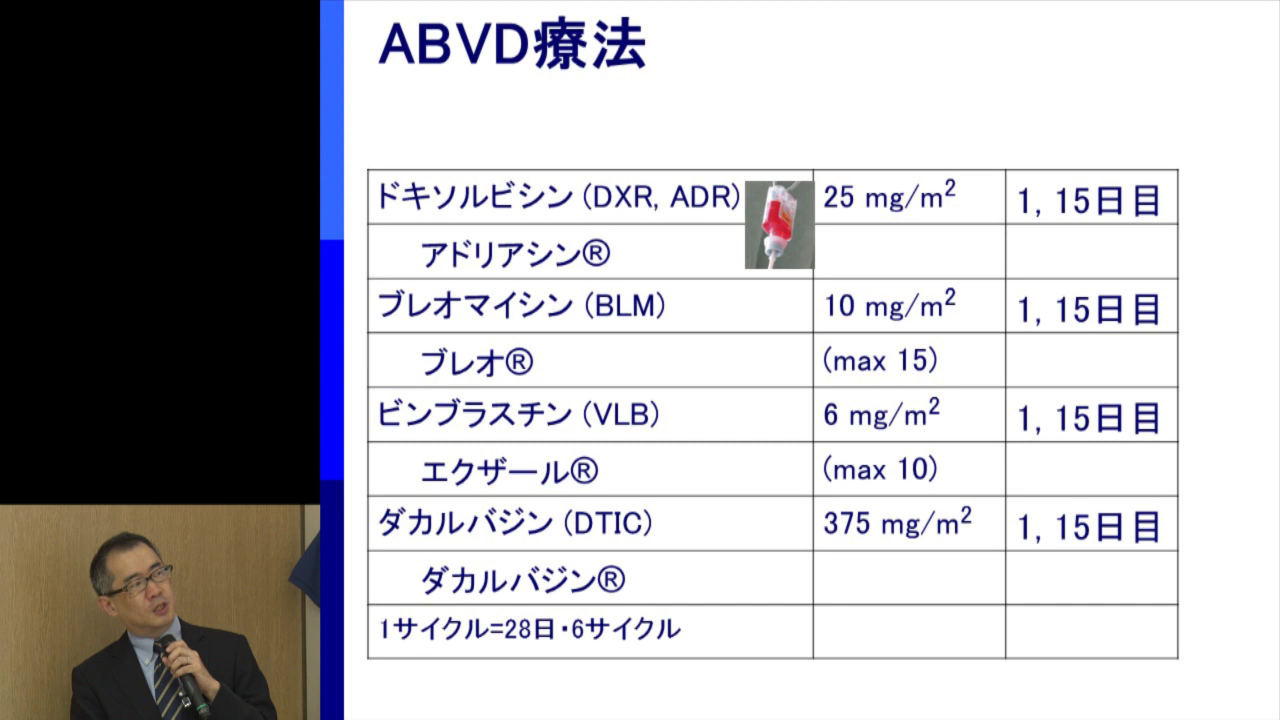 ABVD療法
ドキソルビシン (DXR, ADR) 25 mg/m² 1, 15日目
アドリアシン®
ブレオマイシン (BLM) 10 mg/m² 1, 15日目
ブレオ® (max 15)
ビンブラスチン (VLB) 6 mg/m² 1, 15日目
エクザール® (max 10)
ダカルバジン (DTIC) 375 mg/m² 1, 15日目
ダカルバジン®
1サイクル=28日・6サイクル